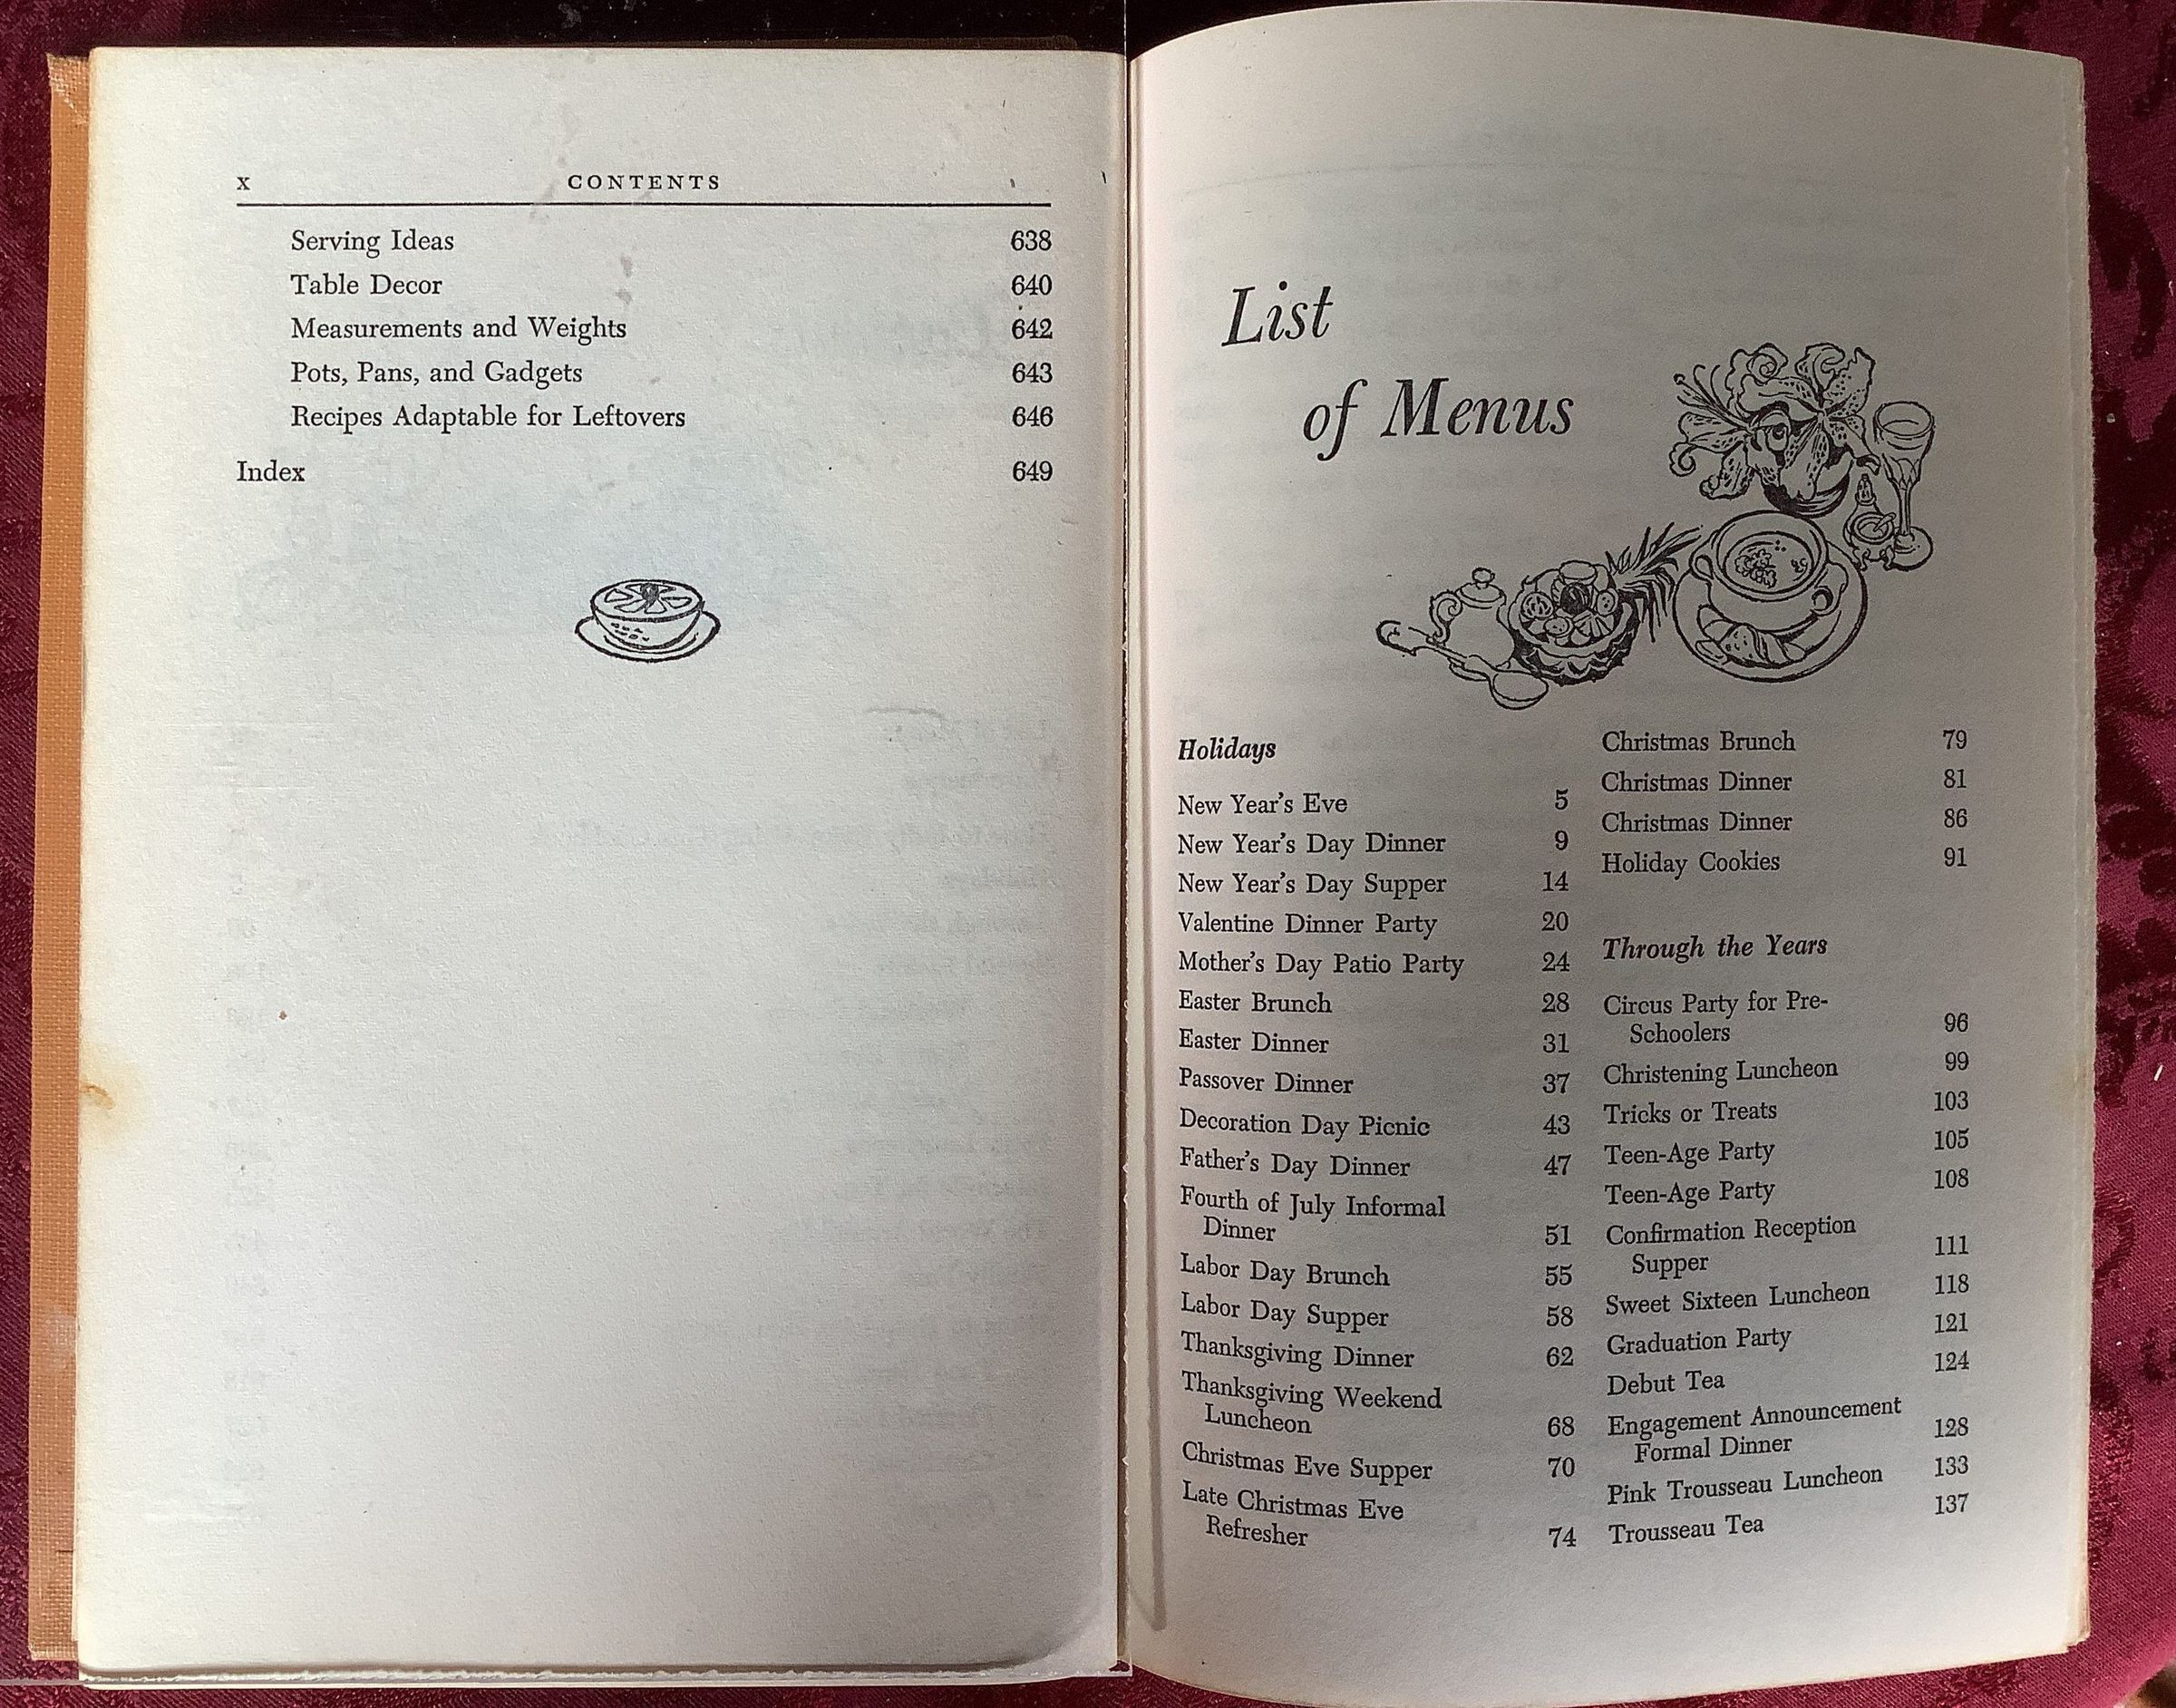 x CONTENTS
Serving Ideas 638
Table Decor 640
Measurements and Weights 642
Pots, Pans, and Gadgets 643
Recipes Adaptable for Leftovers 646
Index 649
List
of Menus
Holidays
New Year's Eve 5
New Year's Day Dinner 9
New Year's Day Supper 14
Valentine Dinner Party 20
Mother's Day Patio Party 24
Easter Brunch 28
Easter Dinner 31
Passover Dinner 37
Decoration Day Picnic 43
Father's Day Dinner 47
Fourth of July Informal
Dinner 51
Labor Day Brunch 55
Labor Day Supper 58
Thanksgiving Dinner 62
Thanksgiving Weekend
Luncheon 68
Christmas Eve Supper 70
Late Christmas Eve
Refresher 74
Christmas Brunch 79
Christmas Dinner 81
Christmas Dinner 86
Holiday Cookies 91
Through the Years
Circus Party for Pre-
Schoolers 96
Christening Luncheon 99
Tricks or Treats 103
Teen-Age Party 105
Teen-Age Party 108
Confirmation Reception
Supper 111
Sweet Sixteen Luncheon 118
Graduation Party 121
Debut Tea 124
Engagement Announcement
Formal Dinner 128
Pink Trousseau Luncheon 133
Trousseau Tea 137